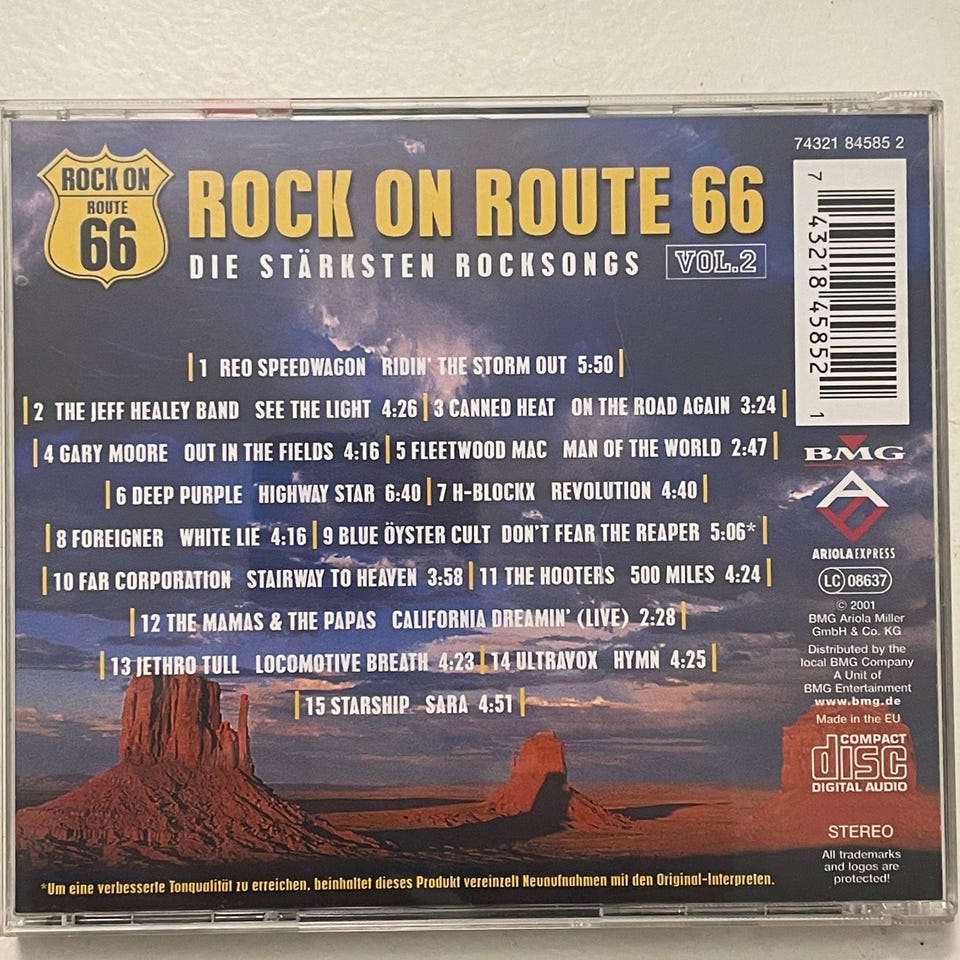 ROCK ON
ROUTE
66
ROCK ON ROUTE 66
DIE STÄRKSTEN ROCKSONGS VOL.2
1 REO SPEEDWAGON RIDIN' THE STORM OUT 5:50
2 THE JEFF HEALEY BAND SEE THE LIGHT 4:26 | 3 CANNED HEAT ON THE ROAD AGAIN 3:24
4 GARY MOORE OUT IN THE FIELDS 4:16 | 5 FLEETWOOD MAC MAN OF THE WORLD 2:47
6 DEEP PURPLE HIGHWAY STAR 6:40 | 7 H-BLOCKX REVOLUTION 4:40
8 FOREIGNER WHITE LIE 4:16 | 9 BLUE ÖYSTER CULT DON'T FEAR THE REAPER 5:06*
10 FAR CORPORATION STAIRWAY TO HEAVEN 3:58 | 11 THE HOOTERS 500 MILES 4:24
12 THE MAMAS & THE PAPAS CALIFORNIA DREAMIN' (LIVE) 2:28
13 JETHRO TULL LOCOMOTIVE BREATH 4:23 | 14 ULTRAVOX HYMN 4:25
15 STARSHIP SARA 4:51
*Um eine verbesserte Tonqualität zu erreichen, beinhaltet dieses Produkt vereinzelt Neuaufnahmen mit den Original-Interpreten.
74321 84585 2
7 43218 45852 1
BMG
AE
ARIOLA EXPRESS
LC 08637
© 2001
BMG Ariola Miller
GmbH & Co. KG
Distributed by the
local BMG Company
A Unit of
BMG Entertainment
www.bmg.de
Made in the EU
COMPACT
disc
DIGITAL AUDIO
STEREO
All trademarks
and logos are
protected!